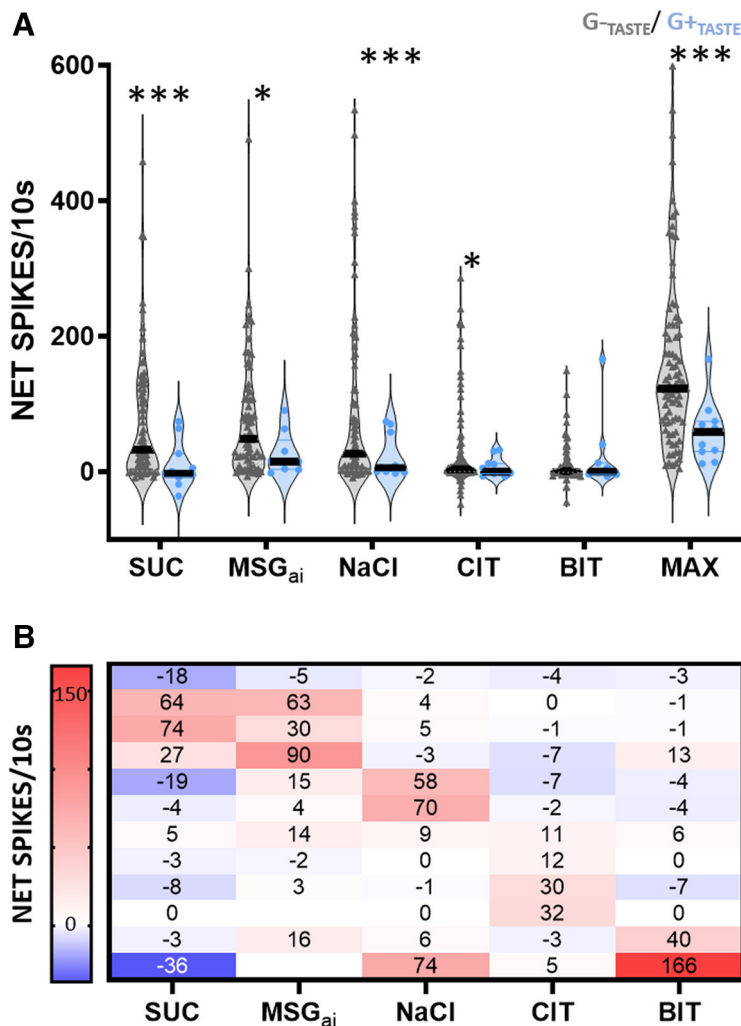 A
G-TASTE/ G+TASTE
*** * *** * ***
NET SPIKES/10s
600
400
200
0
SUC MSGai NaCl CIT BIT MAX
B
NET SPIKES/10s
150
0
-18 -5 -2 -4 -3
64 63 4 0 -1
74 30 5 -1 -1
27 90 -3 -7 13
-19 15 58 -7 -4
-4 4 70 -2 -4
5 14 9 11 6
-3 -2 0 12 0
-8 3 -1 30 -7
0 0 32 0
-3 16 6 -3 40
-36 74 5 166
SUC MSGai NaCl CIT BIT